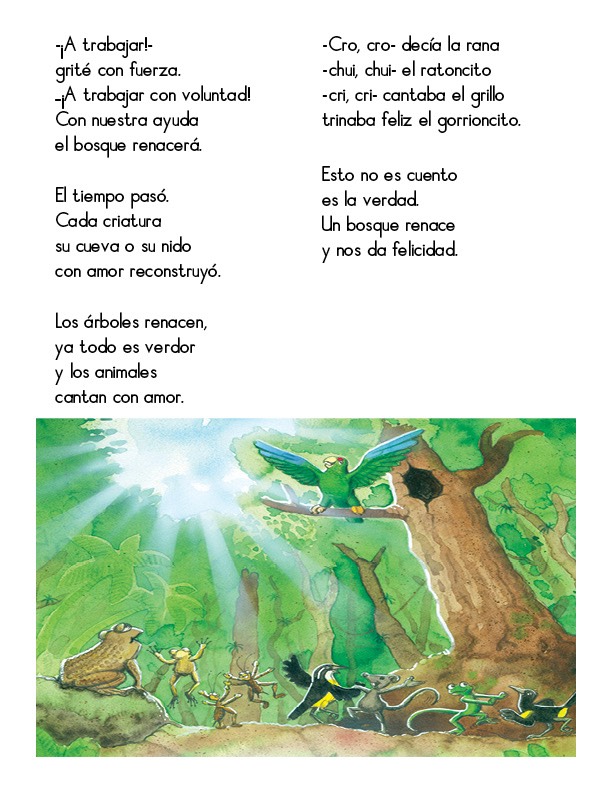 -¡A trabajar!-
grité con fuerza.
-¡A trabajar con voluntad!
Con nuestra ayuda
el bosque renacerá.
El tiempo pasó.
Cada criatura
su cueva o su nido
con amor reconstruyó.
Los árboles renacen,
ya todo es verdor
y los animales
cantan con amor.
-Cro, cro- decía la rana
-chui, chui- el ratoncito
-cri, cri- cantaba el grillo
trinaba feliz el gorrioncito.
Esto no es cuento
es la verdad.
Un bosque renace
y nos da felicidad.